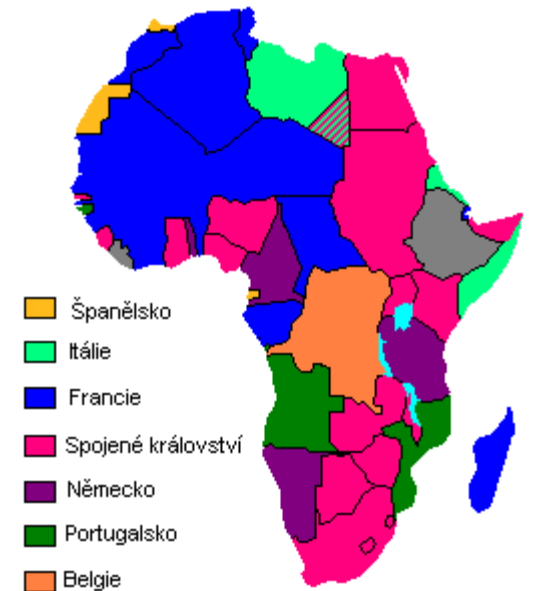 Španělsko
Itálie
Francie
Spojené království
Německo
Portugalsko
Belgie